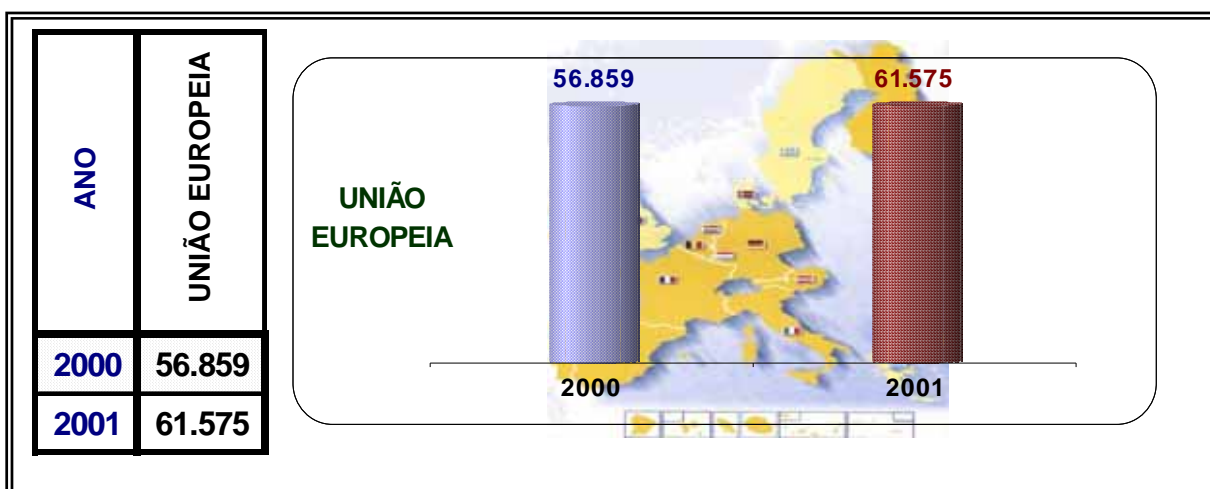 ANO UNIÃO EUROPEIA
2000 56.859
2001 61.575
UNIÃO
EUROPEIA
56.859 61.575
2000 2001